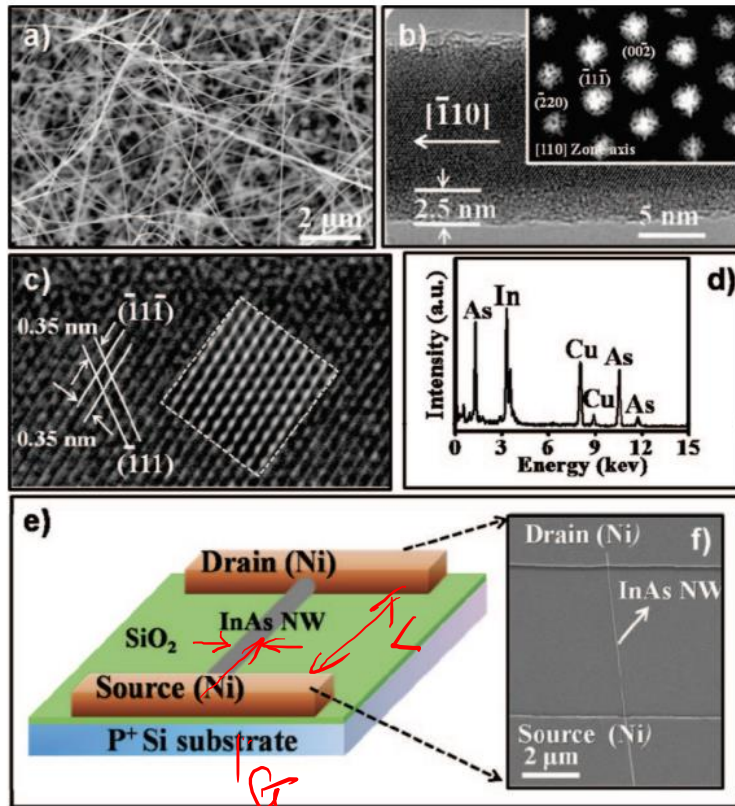 a)
2 μm
b)
[1̄10]
2.5 nm
5 nm
(002̄)
(1̄11̄)
(2̄20)
[110] Zone axis
c)
0.35 nm
(1̄11̄)
0.35 nm
(1̄11)
d)
Intensity (a.u.)
As
In
Cu
Cu
As
As
0 3 6 9 12 15
Energy (kev)
e)
Drain (Ni)
InAs NW
SiO₂
L
Source (Ni)
P⁺ Si substrate
f)
Drain (Ni)
InAs NW
Source (Ni)
2 μm